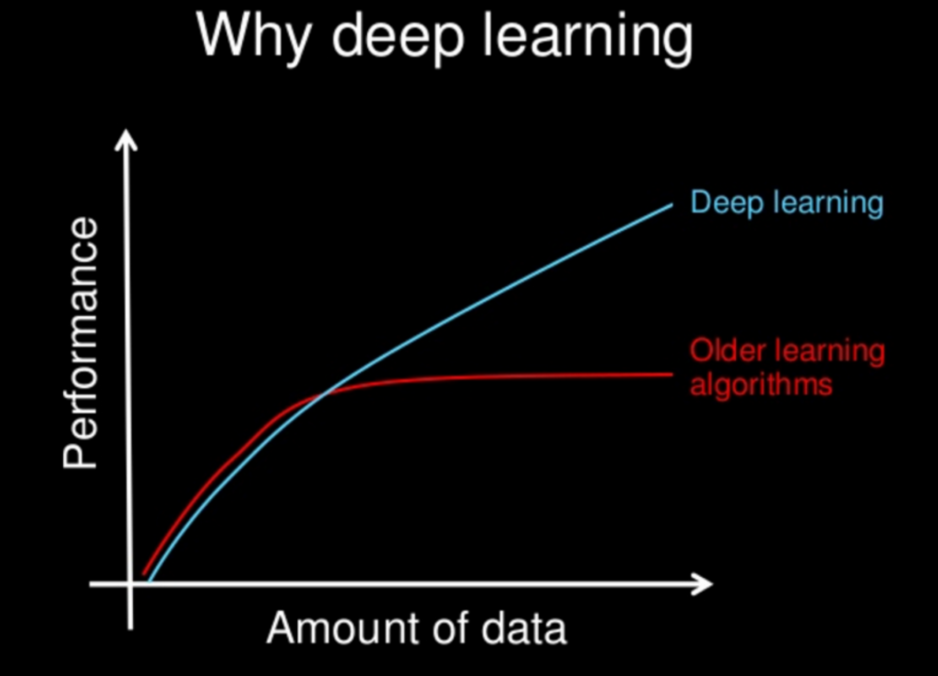 Why deep learning
Performance
Deep learning
Older learning
algorithms
Amount of data